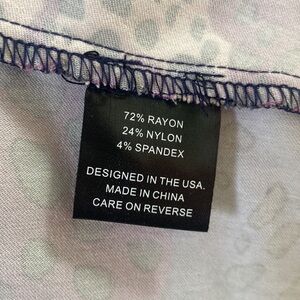 72% RAYON
24% NYLON
4% SPANDEX
DESIGNED IN THE USA.
MADE IN CHINA
CARE ON REVERSE